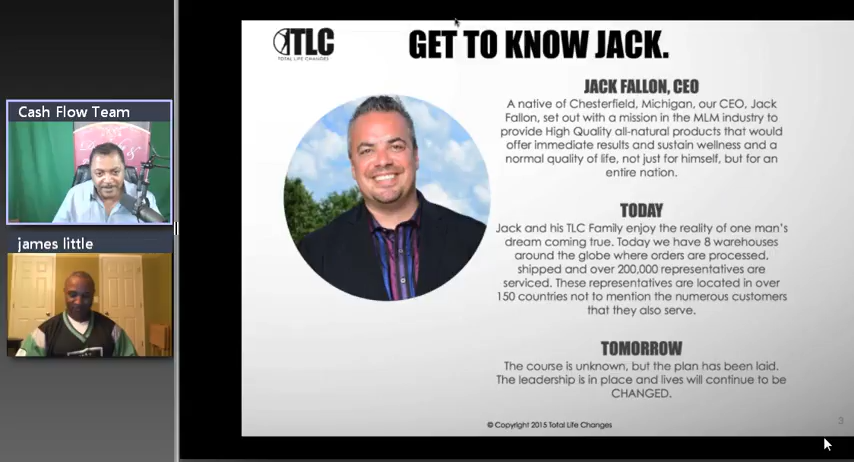 Cash Flow Team
james little
TLC
TOTAL LIFE CHANGES
GET TO KNOW JACK.
JACK FALLON, CEO
A native of Chesterfield, Michigan, our CEO, Jack
Fallon, set out with a mission in the MLM industry to
provide High Quality all-natural products that would
offer immediate results and sustain wellness and a
normal quality of life, not just for himself, but for an
entire nation.
TODAY
Jack and his TLC Family enjoy the reality of one man's
dream coming true. Today we have 8 warehouses
around the globe where orders are processed,
shipped and over 200,000 representatives are
serviced. These representatives are located in over
150 countries not to mention the numerous customers
that they also serve.
TOMORROW
The course is unknown, but the plan has been laid.
The leadership is in place and lives will continue to be
CHANGED.
© Copyright 2015 Total Life Changes
3